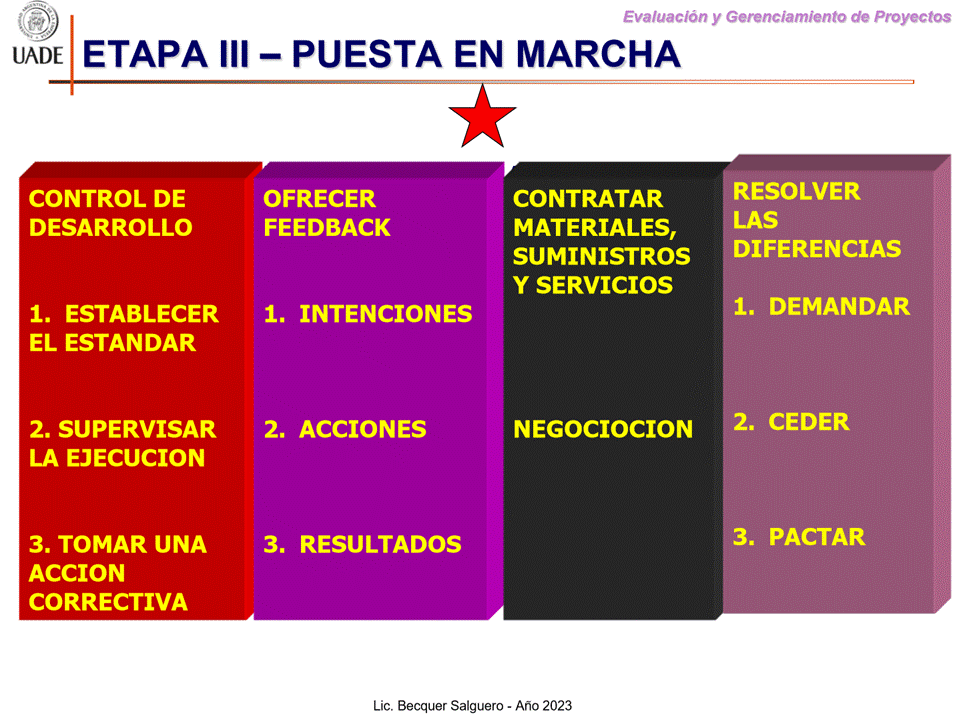 Evaluación y Gerenciamiento de Proyectos
UADE
ETAPA III – PUESTA EN MARCHA
CONTROL DE
DESARROLLO
1. ESTABLECER
EL ESTANDAR
2. SUPERVISAR
LA EJECUCION
3. TOMAR UNA
ACCION
CORRECTIVA
OFRECER
FEEDBACK
1. INTENCIONES
2. ACCIONES
3. RESULTADOS
CONTRATAR
MATERIALES,
SUMINISTROS
Y SERVICIOS
NEGOCIOCION
RESOLVER
LAS
DIFERENCIAS
1. DEMANDAR
2. CEDER
3. PACTAR
Lic. Becquer Salguero - Año 2023